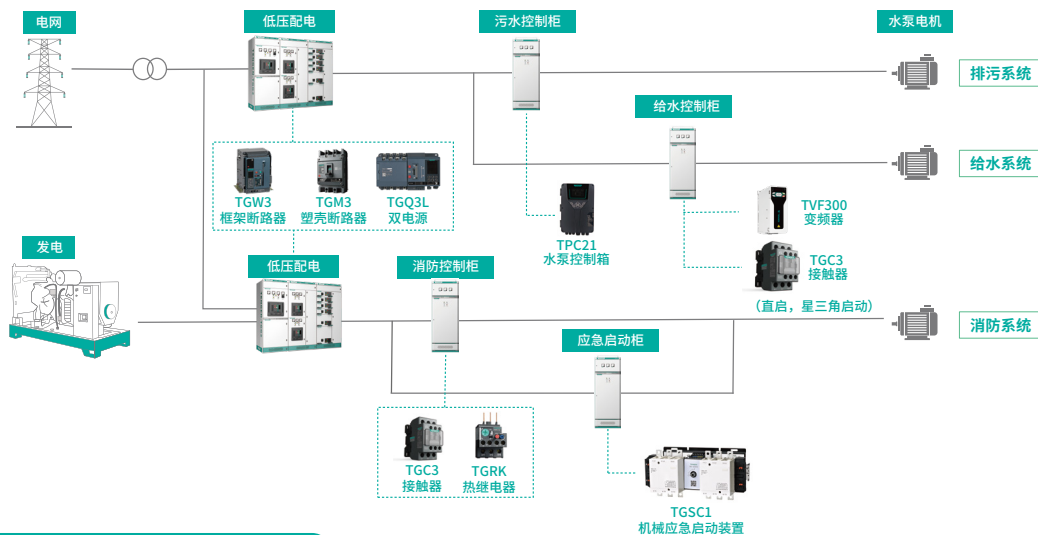 电网
低压配电
污水控制柜
水泵电机
排污系统
给水控制柜
给水系统
TGW3
框架断路器
TGM3
塑壳断路器
TGQ3L
双电源
TPC21
水泵控制箱
TVF300
变频器
TGC3
接触器
(直启，星三角启动)
发电
低压配电
消防控制柜
消防系统
应急启动柜
TGC3
接触器
TGRK
热继电器
TGSC1
机械应急启动装置